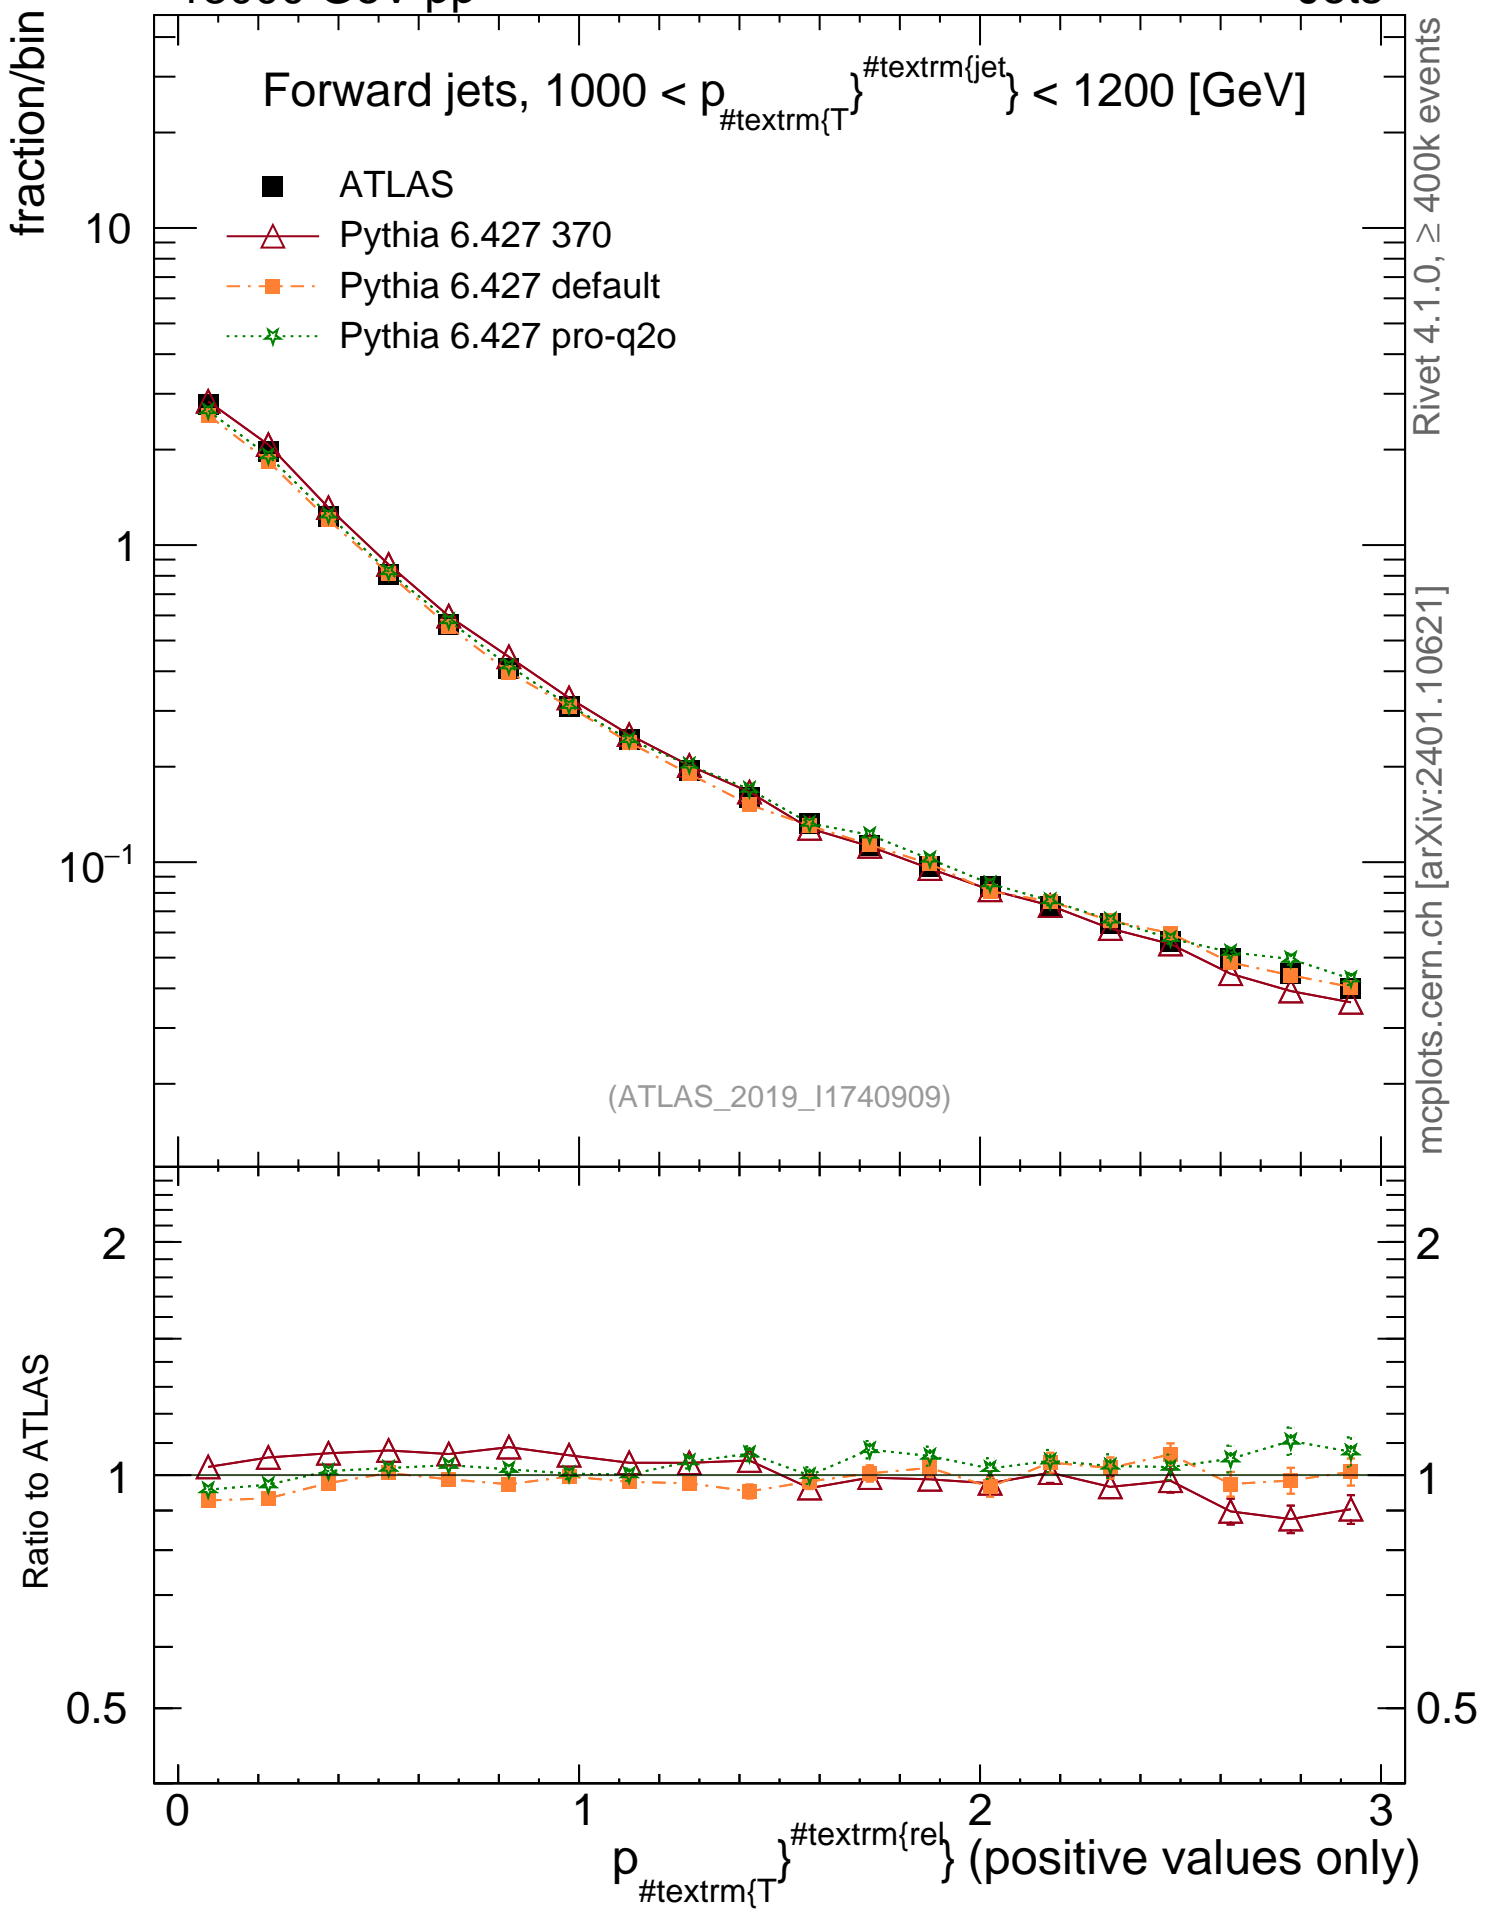 fraction/bin
Forward jets, 1000 < p_#textrm{T}^#textrm{jet} < 1200 [GeV]
ATLAS
Pythia 6.427 370
Pythia 6.427 default
Pythia 6.427 pro-q2o
10
1
10⁻¹
(ATLAS_2019_I1740909)
Rivet 4.1.0, ≥ 400k events
mcplots.cern.ch [arXiv:2401.10621]
Ratio to ATLAS
2
1
0.5
2
1
0.5
0 1 2 3
p_#textrm{T}^#textrm{rel} (positive values only)